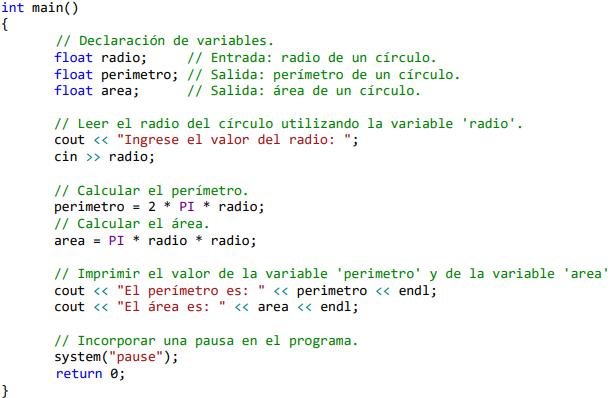 int main()
{
// Declaración de variables.
float radio; // Entrada: radio de un círculo.
float perimetro; // Salida: perímetro de un círculo.
float area; // Salida: área de un círculo.
// Leer el radio del círculo utilizando la variable 'radio'.
cout << "Ingrese el valor del radio: ";
cin >> radio;
// Calcular el perímetro.
perimetro = 2 * PI * radio;
// Calcular el área.
area = PI * radio * radio;
// Imprimir el valor de la variable 'perimetro' y de la variable 'area'
cout << "El perímetro es: " << perimetro << endl;
cout << "El área es: " << area << endl;
// Incorporar una pausa en el programa.
system("pause");
return 0;
}